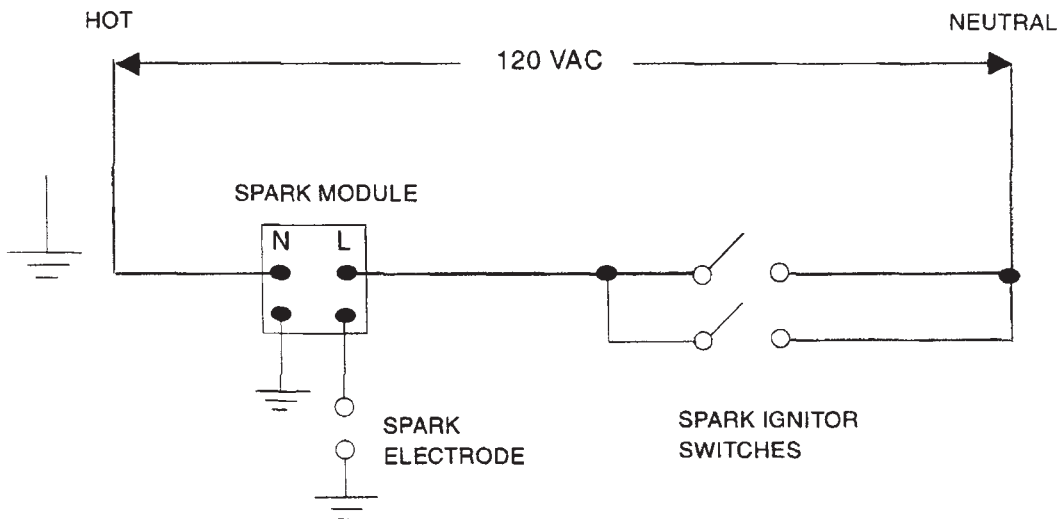 HOT
NEUTRAL
120 VAC
SPARK MODULE
N L
SPARK
ELECTRODE
SPARK IGNITOR
SWITCHES